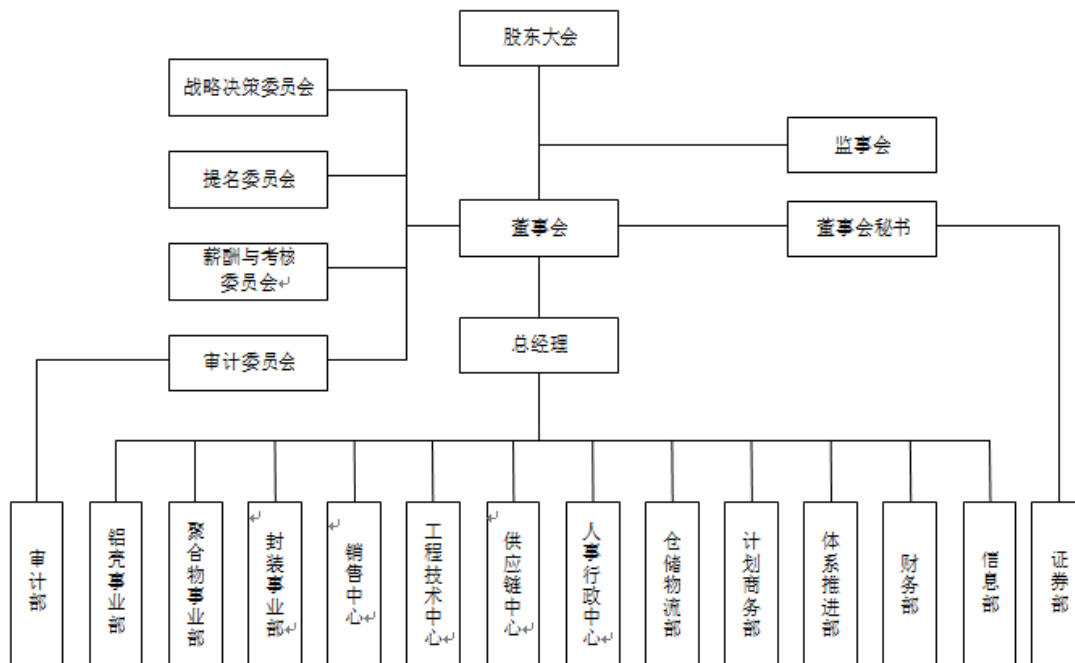 股东大会
战略决策委员会
监事会
提名委员会
董事会
董事会秘书
薪酬与考核
委员会↵
总经理
审计委员会
审计部
铝壳事业部
聚合物事业部
↵
封装事业部↵
↵
销售中心↵
工程技术中心↵
↵
供应链中心↵
人事行政中心↵
仓储物流部
计划商务部
体系推进部
财务部
信息部
证券部